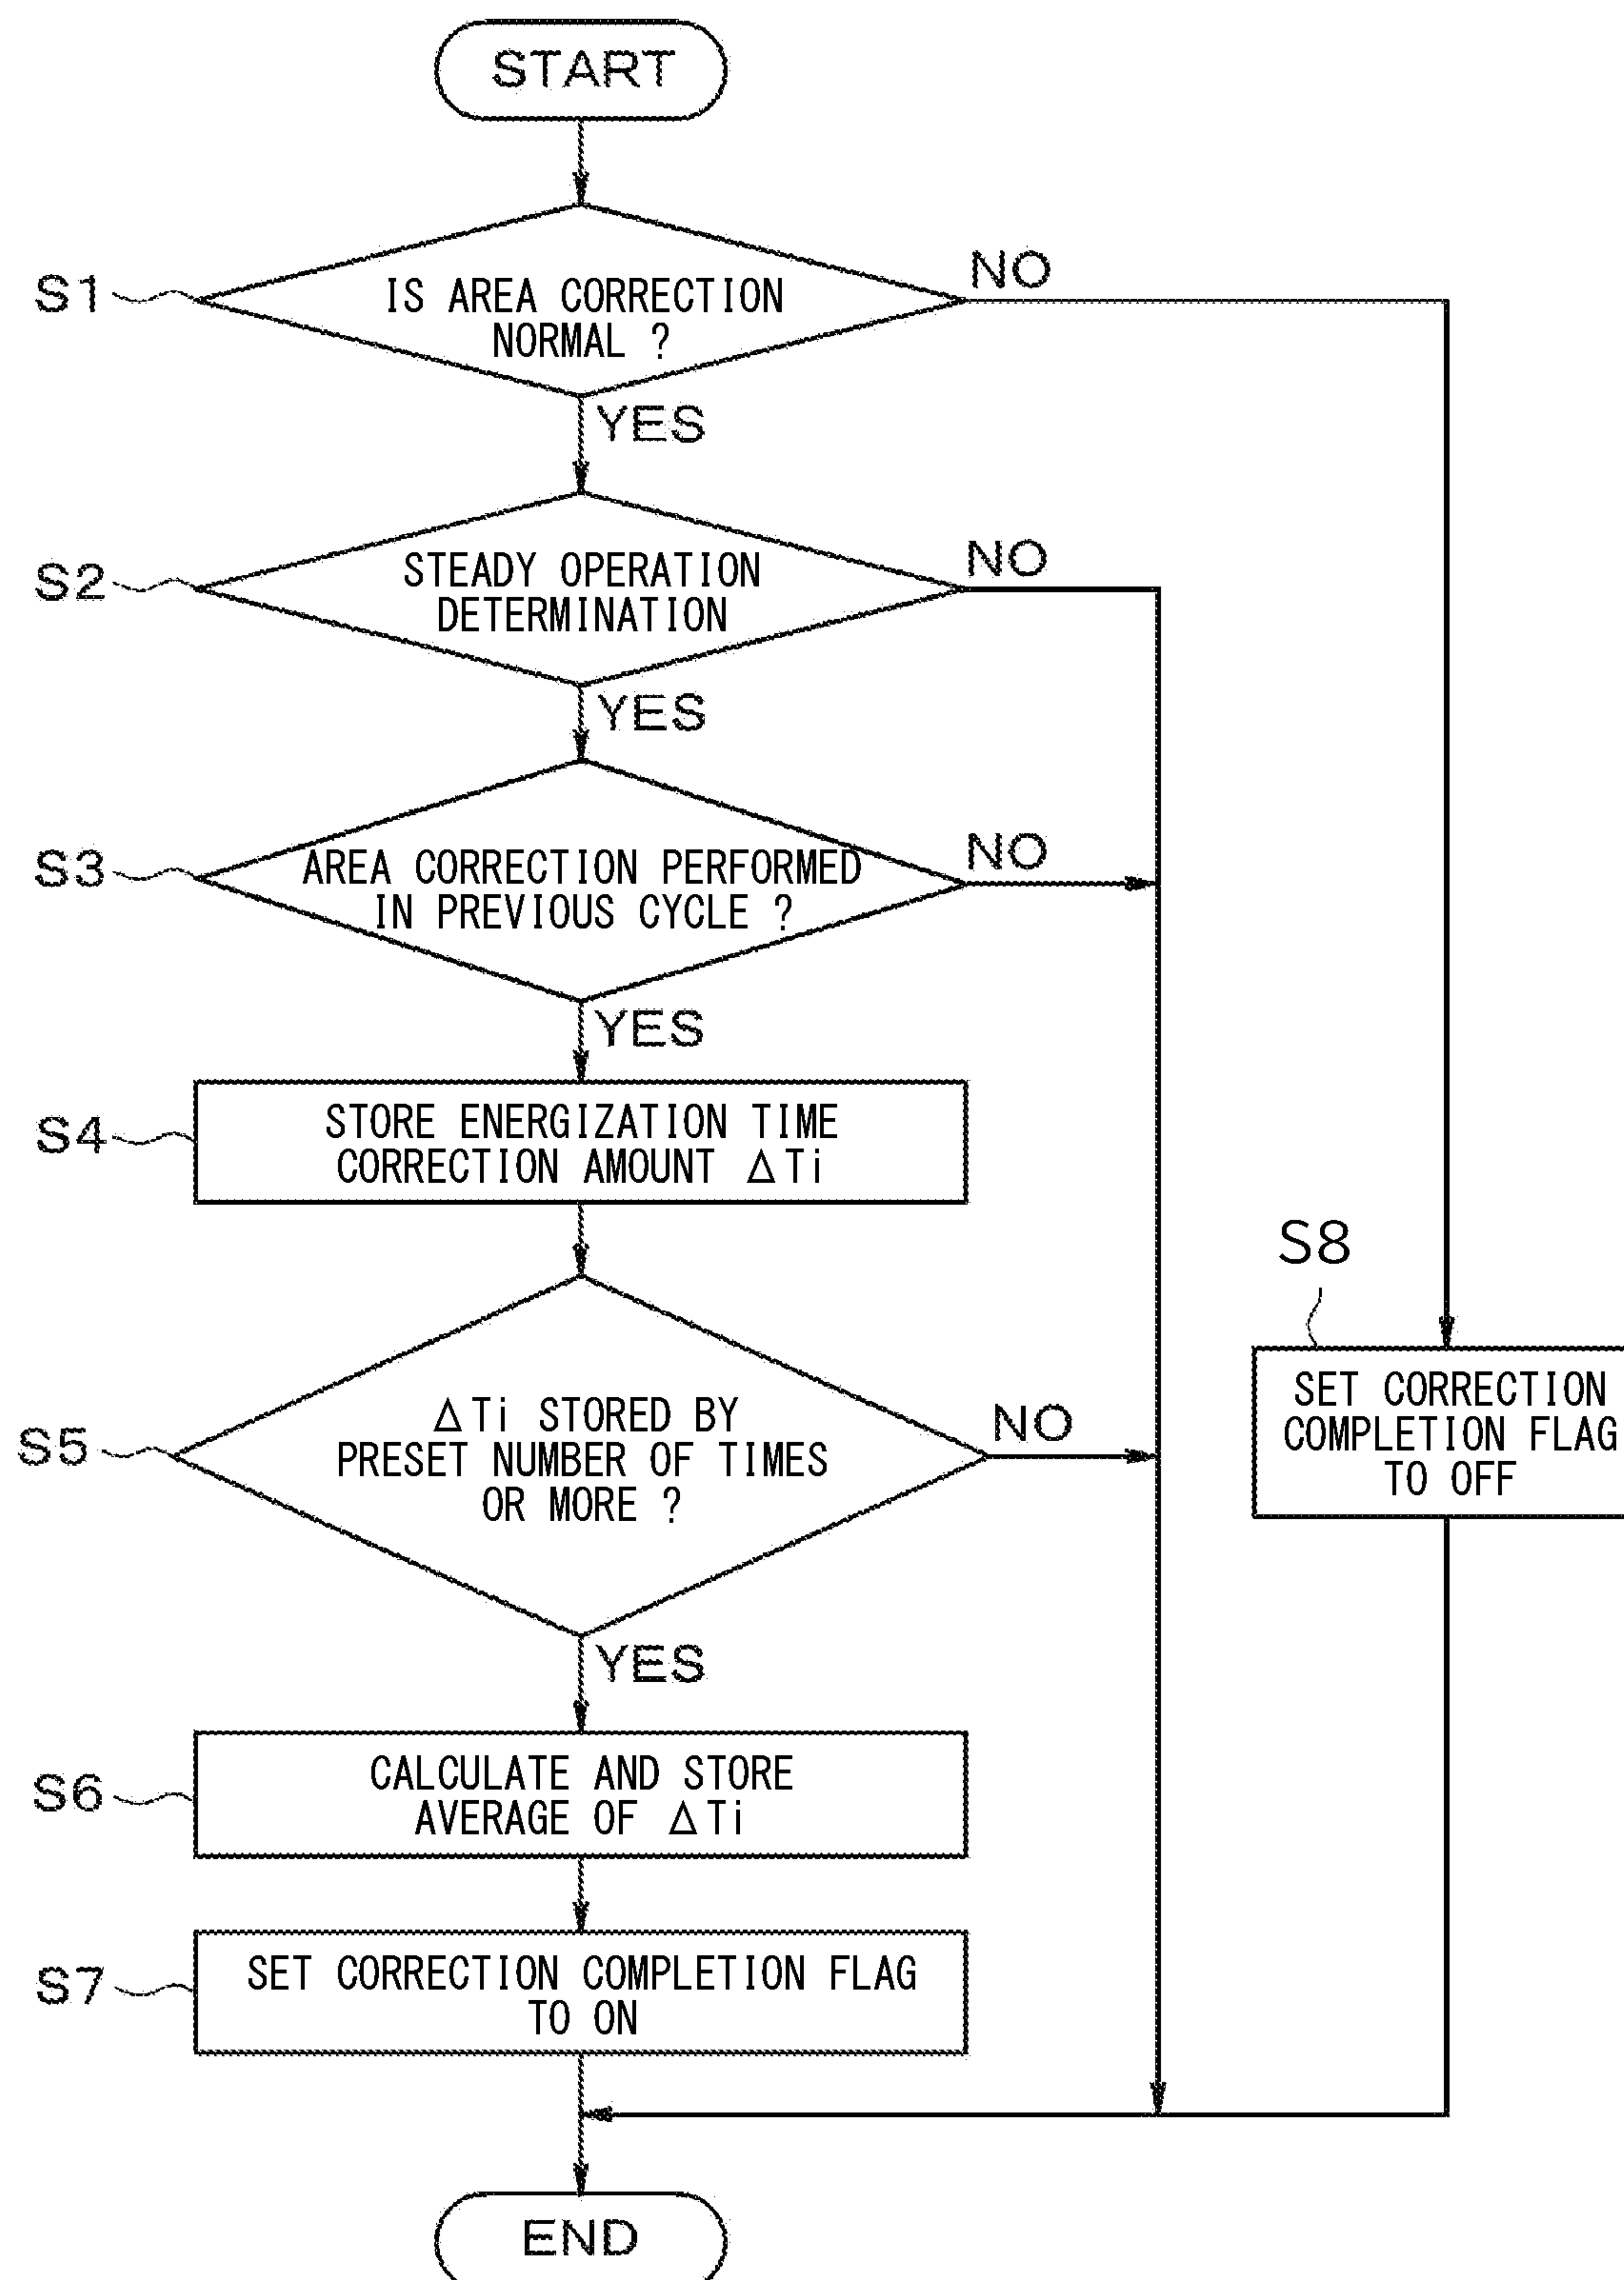 START
S1
IS AREA CORRECTION
NORMAL ?
NO
YES
S2
STEADY OPERATION
DETERMINATION
NO
YES
S3
AREA CORRECTION PERFORMED
IN PREVIOUS CYCLE ?
NO
YES
S4
STORE ENERGIZATION TIME
CORRECTION AMOUNT △Ti
S5
△Ti STORED BY
PRESET NUMBER OF TIMES
OR MORE ?
NO
YES
S8
SET CORRECTION
COMPLETION FLAG
TO OFF
S6
CALCULATE AND STORE
AVERAGE OF △Ti
S7
SET CORRECTION COMPLETION FLAG
TO ON
END